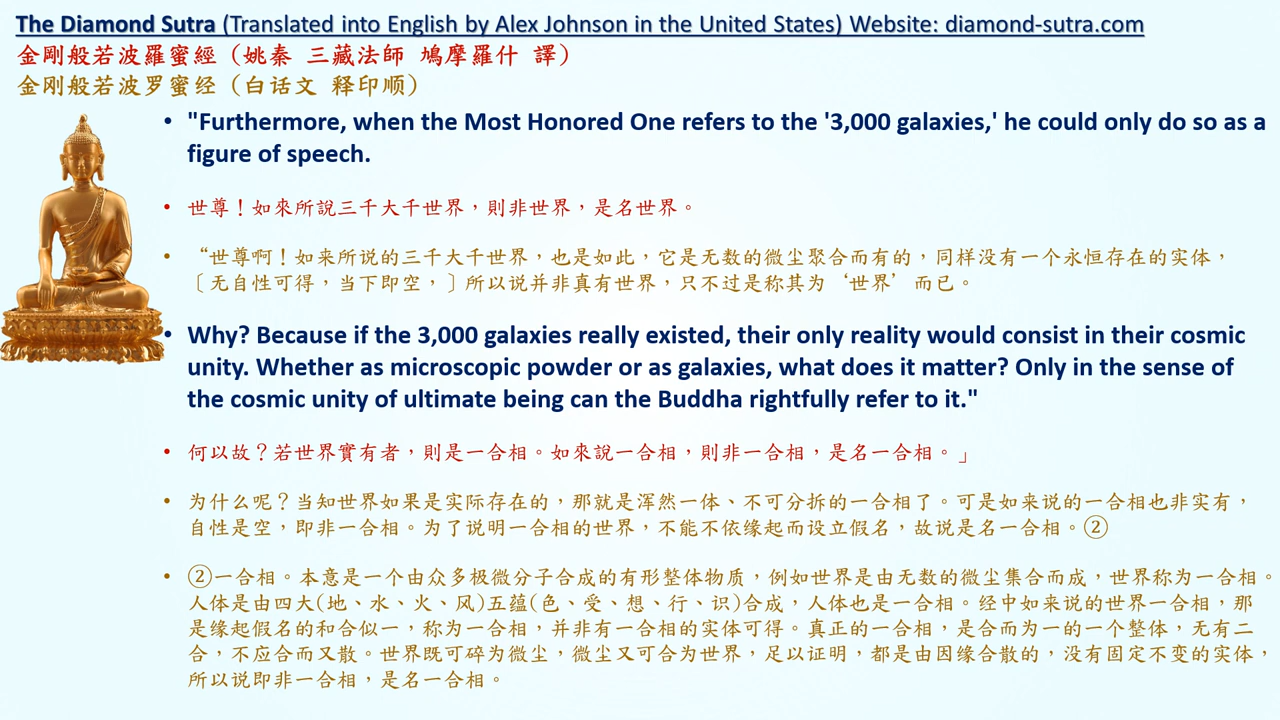 The Diamond Sutra (Translated into English by Alex Johnson in the United States) Website: diamond-sutra.com
金剛般若波羅蜜經 (姚秦 三藏法師 鳩摩羅什 譯)
金刚般若波罗蜜经 (白话文 释印顺)
• "Furthermore, when the Most Honored One refers to the '3,000 galaxies,' he could only do so as a
figure of speech.
• 世尊！如來所說三千大千世界，則非世界，是名世界。
• “世尊啊！如来所说的三千大千世界，也是如此，它是无数的微尘聚合而有的，同样没有一个永恒存在的实体，
〔无自性可得，当下即空，〕所以说并非真有世界，只不过是称其为‘世界’而已。
• Why? Because if the 3,000 galaxies really existed, their only reality would consist in their cosmic
unity. Whether as microscopic powder or as galaxies, what does it matter? Only in the sense of
the cosmic unity of ultimate being can the Buddha rightfully refer to it."
• 何以故？若世界實有者，則是一合相。如來說一合相，則非一合相，是名一合相。」
• 为什么呢？当知世界如果是实际存在的，那就是浑然一体、不可分拆的一合相了。可是如来说的一合相也非实有，
自性是空，即非一合相。为了说明一合相的世界，不能不依缘起而设立假名，故说是名一合相。②
• ②一合相。本意是一个由众多极微分子合成的有形整体物质，例如世界是由无数的微尘集合而成，世界称为一合相。
人体是由四大(地、水、火、风)五蕴(色、受、想、行、识)合成，人体也是一合相。经中如来说的世界一合相，那
是缘起假名的和合似一，称为一合相，并非有一合相的实体可得。真正的一合相，是合而为一的一个整体，无有二
合，不应合而又散。世界既可碎为微尘，微尘又可合为世界，足以证明，都是由因缘合散的，没有固定不变的实体，
所以说即非一合相，是名一合相。